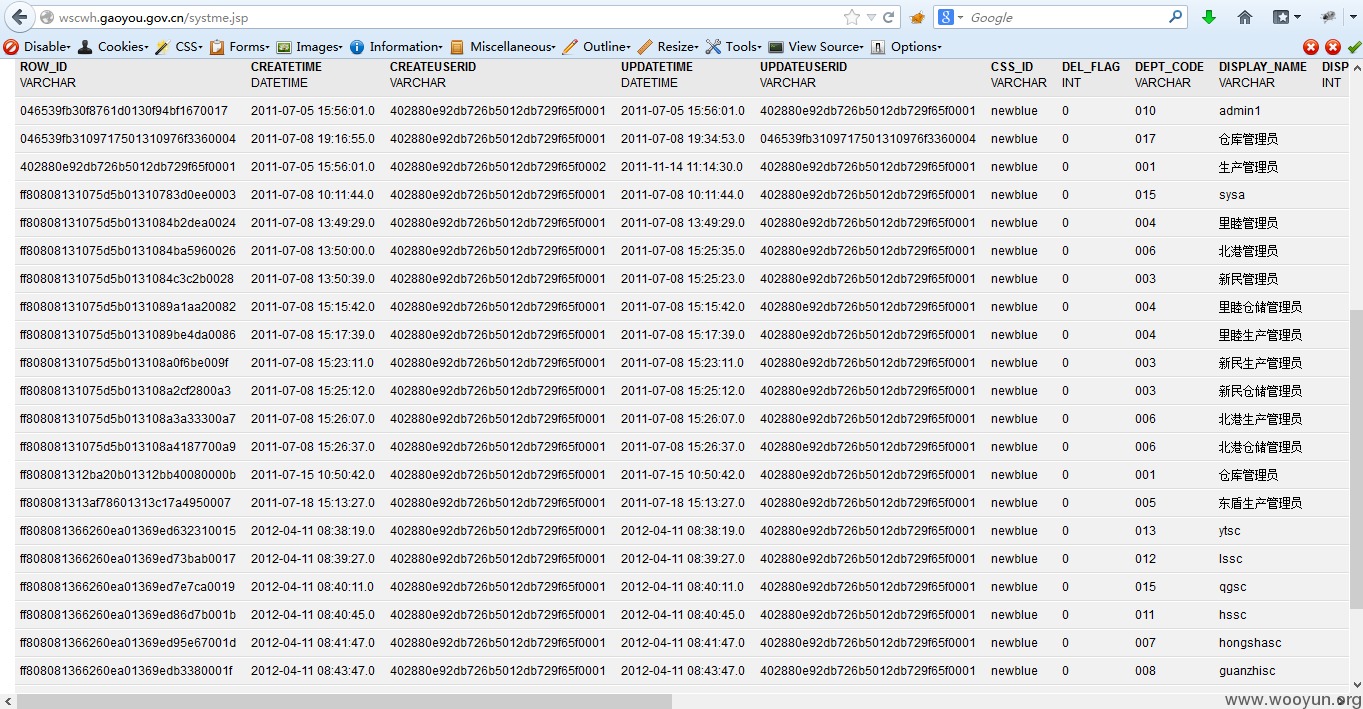 wscwh.gaoyou.gov.cn/systme.jsp Google
Disable Cookies CSS Forms Images Information Miscellaneous Outline Resize Tools View Source Options
ROW_ID CREATETIME CREATEUSERID UPDATETIME UPDATEUSERID CSS_ID DEL_FLAG DEPT_CODE DISPLAY_NAME DISP
VARCHAR DATETIME VARCHAR DATETIME VARCHAR VARCHAR INT VARCHAR VARCHAR INT
046539fb30f8761d0130f94bf1670017 2011-07-05 15:56:01.0 402880e92db726b5012db729f65f0001 2011-07-05 15:56:01.0 402880e92db726b5012db729f65f0001 newblue 0 010 admin1
046539fb3109717501310976f3360004 2011-07-08 19:16:55.0 402880e92db726b5012db729f65f0001 2011-07-08 19:34:53.0 046539fb3109717501310976f3360004 newblue 0 017 仓库管理员
402880e92db726b5012db729f65f0001 2011-07-05 15:56:01.0 402880e92db726b5012db729f65f0002 2011-11-14 11:14:30.0 402880e92db726b5012db729f65f0001 newblue 0 001 生产管理员
ff80808131075d5b01310783d0ee0003 2011-07-08 10:11:44.0 402880e92db726b5012db729f65f0001 2011-07-08 10:11:44.0 402880e92db726b5012db729f65f0001 newblue 0 015 sysa
ff80808131075d5b0131084b2dea0024 2011-07-08 13:49:29.0 402880e92db726b5012db729f65f0001 2011-07-08 13:49:29.0 402880e92db726b5012db729f65f0001 newblue 0 004 里睦管理员
ff80808131075d5b0131084ba5960026 2011-07-08 13:50:00.0 402880e92db726b5012db729f65f0001 2011-07-08 15:25:35.0 402880e92db726b5012db729f65f0001 newblue 0 006 北港管理员
ff80808131075d5b0131084c3c2b0028 2011-07-08 13:50:39.0 402880e92db726b5012db729f65f0001 2011-07-08 15:25:23.0 402880e92db726b5012db729f65f0001 newblue 0 003 新民管理员
ff80808131075d5b013109a1aa20082 2011-07-08 15:15:42.0 402880e92db726b5012db729f65f0001 2011-07-08 15:15:42.0 402880e92db726b5012db729f65f0001 newblue 0 004 里睦仓储管理员
ff80808131075d5b0131089be4da0086 2011-07-08 15:17:39.0 402880e92db726b5012db729f65f0001 2011-07-08 15:17:39.0 402880e92db726b5012db729f65f0001 newblue 0 004 里睦生产管理员
ff80808131075d5b013108a0f6be009f 2011-07-08 15:23:11.0 402880e92db726b5012db729f65f0001 2011-07-08 15:23:11.0 402880e92db726b5012db729f65f0001 newblue 0 003 新民生产管理员
ff80808131075d5b013108a2cf2800a3 2011-07-08 15:25:12.0 402880e92db726b5012db729f65f0001 2011-07-08 15:25:12.0 402880e92db726b5012db729f65f0001 newblue 0 003 新民仓储管理员
ff80808131075d5b013108a3a33300a7 2011-07-08 15:26:07.0 402880e92db726b5012db729f65f0001 2011-07-08 15:26:07.0 402880e92db726b5012db729f65f0001 newblue 0 006 北港生产管理员
ff80808131075d5b013108a4187700a9 2011-07-08 15:26:37.0 402880e92db726b5012db729f65f0001 2011-07-08 15:26:37.0 402880e92db726b5012db729f65f0001 newblue 0 006 北港仓储管理员
ff808081312ba20b01312bb40080000b 2011-07-15 10:50:42.0 402880e92db726b5012db729f65f0001 2011-07-15 10:50:42.0 402880e92db726b5012db729f65f0001 newblue 0 001 仓库管理员
ff808081313af78601313c17a4950007 2011-07-18 15:13:27.0 402880e92db726b5012db729f65f0001 2011-07-18 15:13:27.0 402880e92db726b5012db729f65f0001 newblue 0 005 东盾生产管理员
ff808081366260ea01369ed632310015 2012-04-11 08:38:19.0 402880e92db726b5012db729f65f0001 2012-04-11 08:38:19.0 402880e92db726b5012db729f65f0001 newblue 0 013 ytsc
ff808081366260ea01369ed73bab0017 2012-04-11 08:39:27.0 402880e92db726b5012db729f65f0001 2012-04-11 08:39:27.0 402880e92db726b5012db729f65f0001 newblue 0 012 lssc
ff808081366260ea01369ed7e7ca0019 2012-04-11 08:40:11.0 402880e92db726b5012db729f65f0001 2012-04-11 08:40:11.0 402880e92db726b5012db729f65f0001 newblue 0 015 qgsc
ff808081366260ea01369ed86d7b001b 2012-04-11 08:40:45.0 402880e92db726b5012db729f65f0001 2012-04-11 08:40:45.0 402880e92db726b5012db729f65f0001 newblue 0 011 hssc
ff808081366260ea01369ed95e67001d 2012-04-11 08:41:47.0 402880e92db726b5012db729f65f0001 2012-04-11 08:41:47.0 402880e92db726b5012db729f65f0001 newblue 0 007 hongshasc
ff808081366260ea01369edb3380001f 2012-04-11 08:43:47.0 402880e92db726b5012db729f65f0001 2012-04-11 08:43:47.0 402880e92db726b5012db729f65f0001 newblue 0 008 guanzhisc
www.wooyun.org